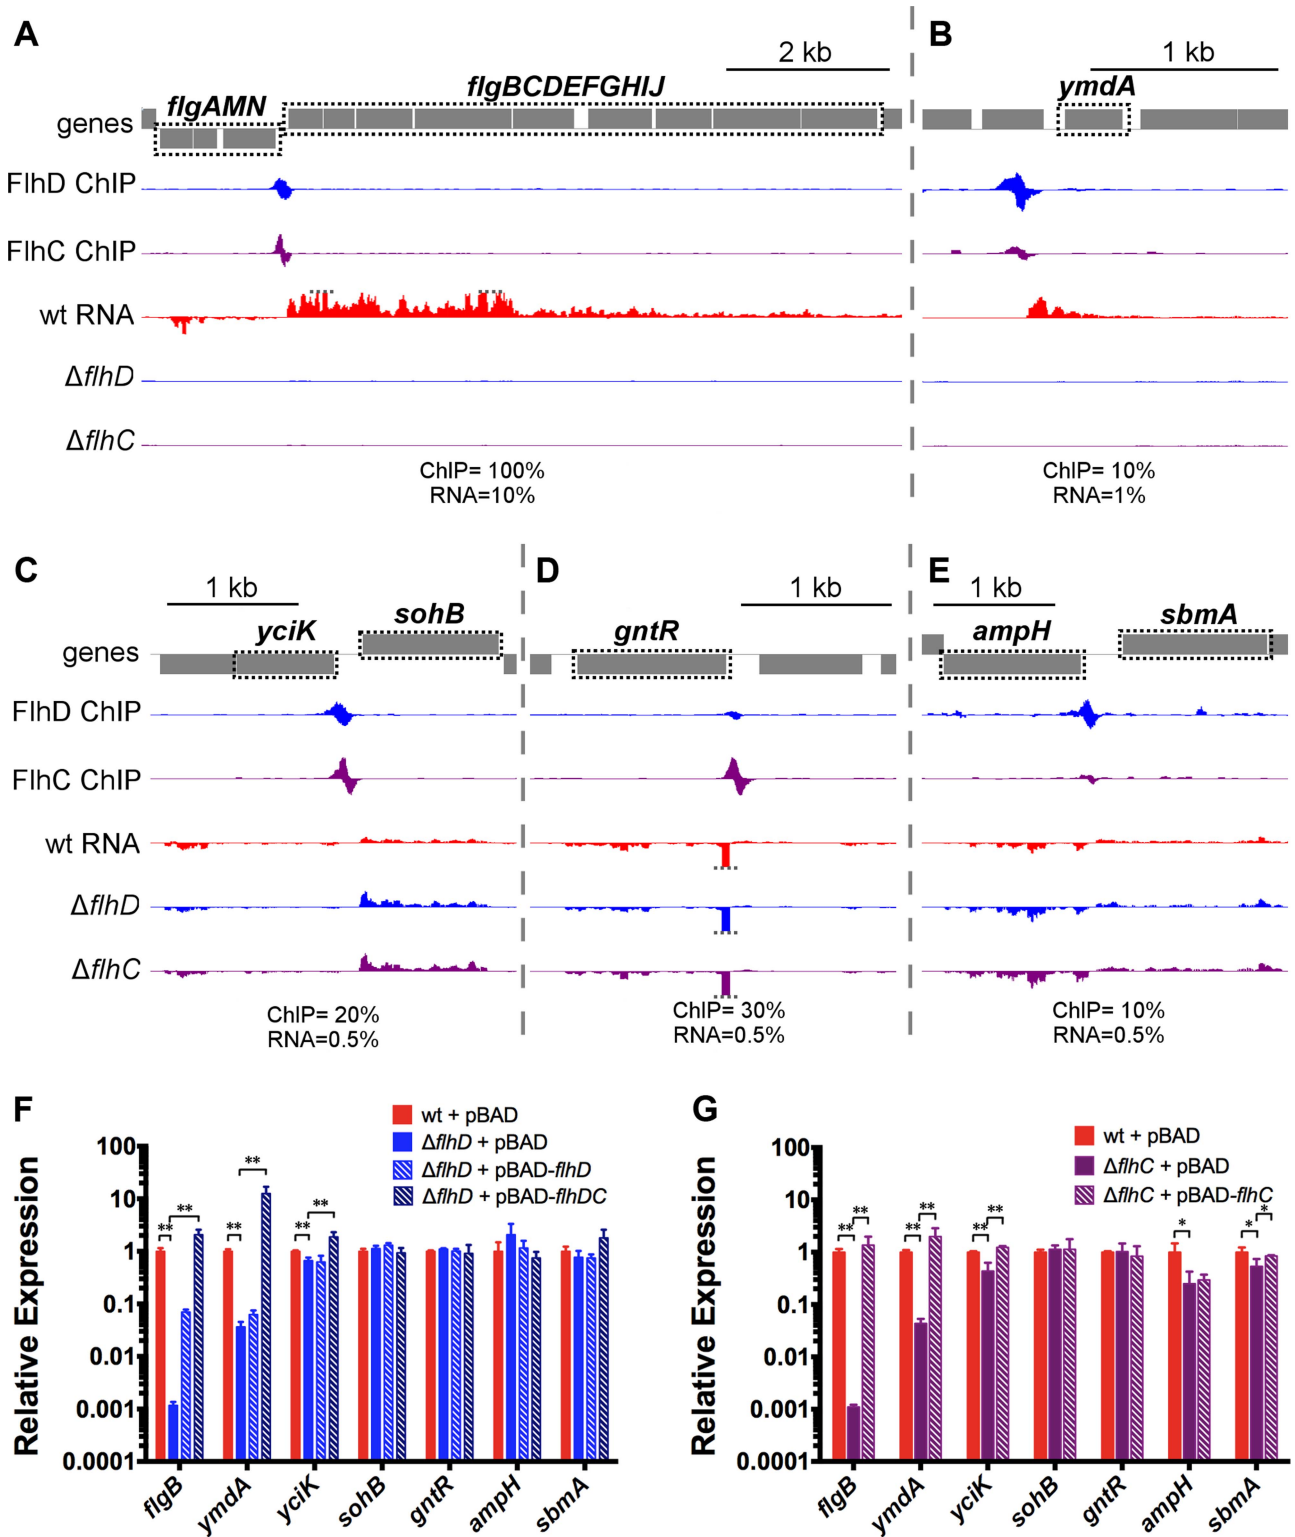 A
B
2 kb
1 kb
flgAMN
flgBCDEFGHIJ
ymdA
genes
FlhD ChIP
FlhC ChIP
wt RNA
ΔflhD
ΔflhC
ChIP= 100%
RNA=10%
ChIP= 10%
RNA=1%
C
D
E
1 kb
1 kb
1 kb
yciK
sohB
gntR
ampH
sbmA
genes
FlhD ChIP
FlhC ChIP
wt RNA
ΔflhD
ΔflhC
ChIP= 20%
RNA=0.5%
ChIP= 30%
RNA=0.5%
ChIP= 10%
RNA=0.5%
F
wt + pBAD
ΔflhD + pBAD
ΔflhD + pBAD-flhD
ΔflhD + pBAD-flhDC
Relative Expression
100
10
1
0.1
0.01
0.001
0.0001
** ** ** ** ** **
flgB ymdA yciK sohB gntR ampH sbmA
G
wt + pBAD
ΔflhC + pBAD
ΔflhC + pBAD-flhC
Relative Expression
100
10
1
0.1
0.01
0.001
0.0001
** ** ** ** ** ** * * *
flgB ymdA yciK sohB gntR ampH sbmA